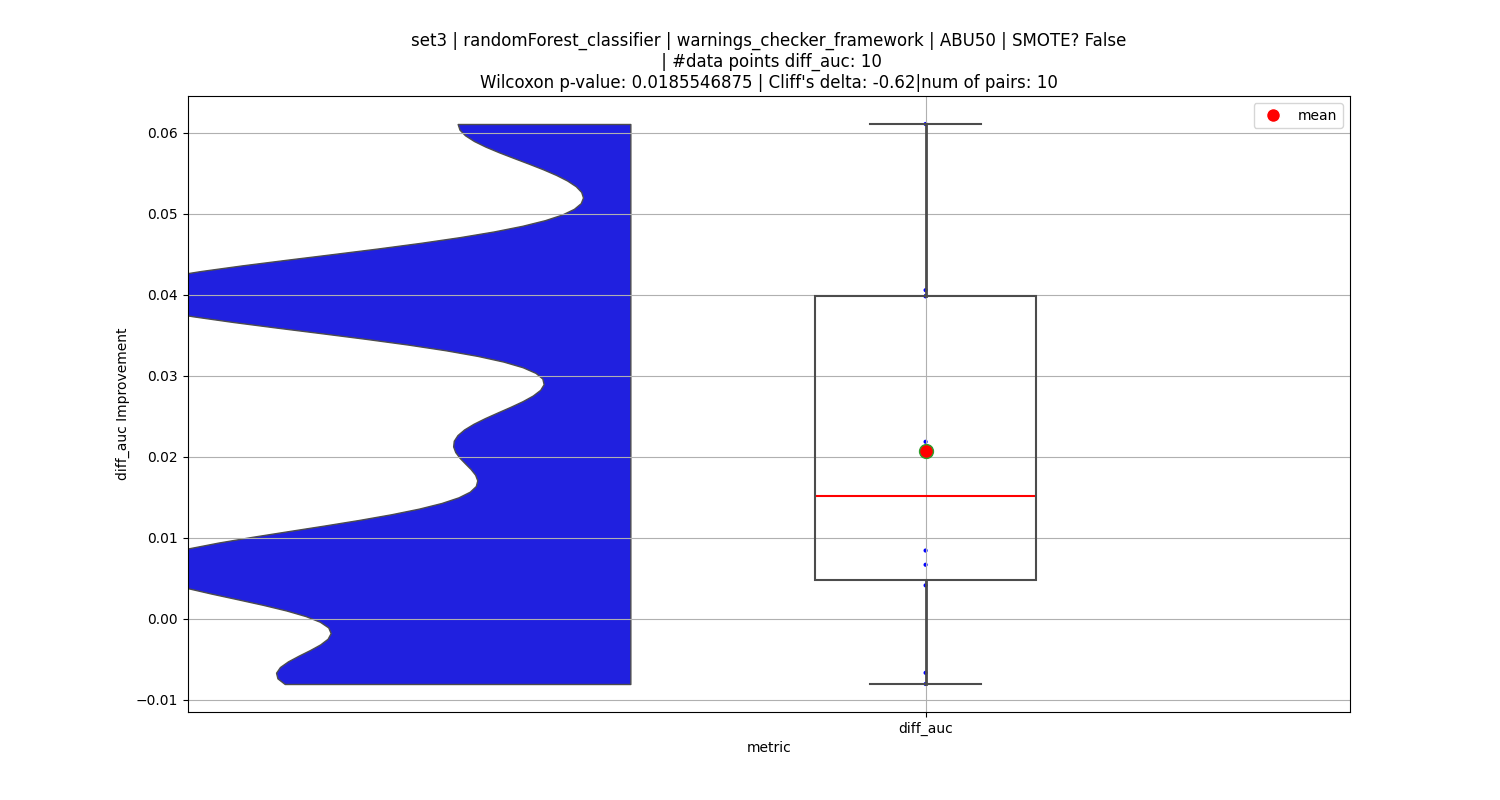 set3 | randomForest_classifier | warnings_checker_framework | ABU50 | SMOTE? False
| #data points diff_auc: 10
Wilcoxon p-value: 0.0185546875 | Cliff's delta: -0.62|num of pairs: 10
mean
0.06
0.05
0.04
0.03
0.02
0.01
0.00
−0.01
diff_auc Improvement
diff_auc
metric